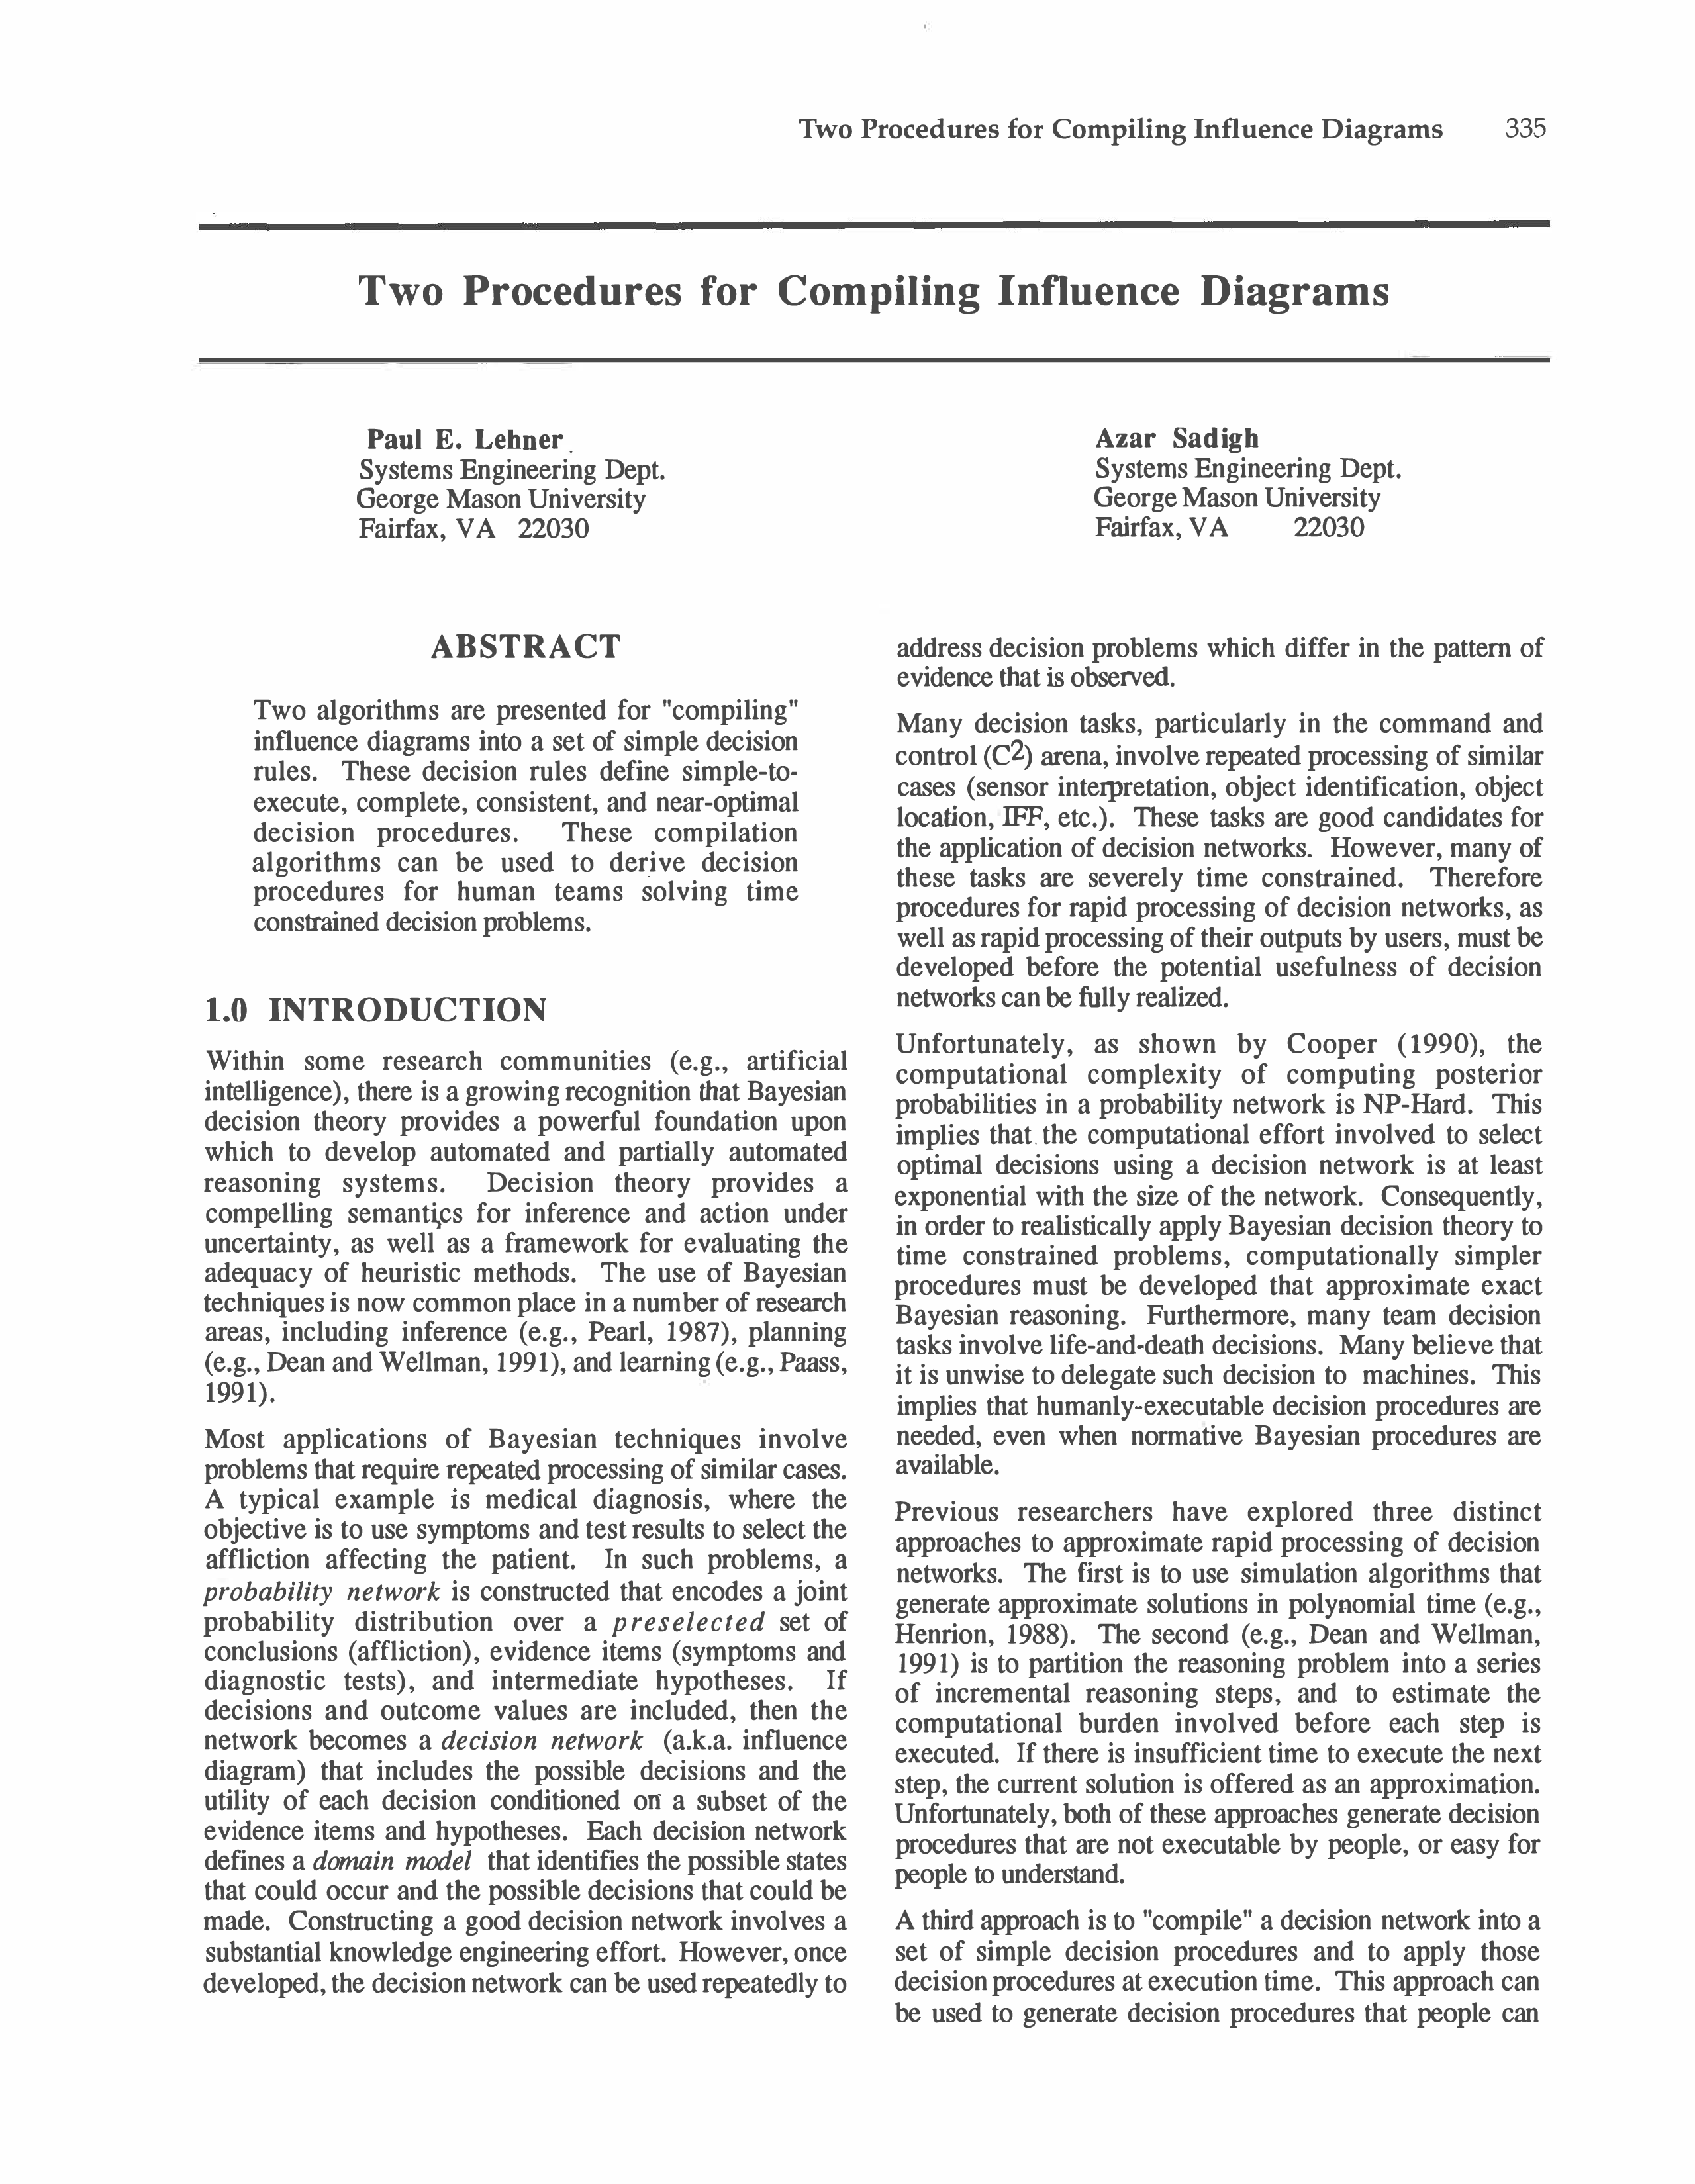 Two Procedures for Compiling Influence Diagrams 335
Two Procedures for Compiling Influence Diagrams
Paul E. Lehner
Systems Engineering Dept.
George Mason University
Fairfax, VA 22030
Azar Sadigh
Systems Engineering Dept.
George Mason University
Fairfax, VA 22030
ABSTRACT
Two algorithms are presented for "compiling"
influence diagrams into a set of simple decision
rules. These decision rules define simple-to-
execute, complete, consistent, and near-optimal
decision procedures. These compilation
algorithms can be used to derive decision
procedures for human teams solving time
constrained decision problems.
1.0 INTRODUCTION
Within some research communities (e.g., artificial
intelligence), there is a growing recognition that Bayesian
decision theory provides a powerful foundation upon
which to develop automated and partially automated
reasoning systems. Decision theory provides a
compelling semantics for inference and action under
uncertainty, as well as a framework for evaluating the
adequacy of heuristic methods. The use of Bayesian
techniques is now common place in a number of research
areas, including inference (e.g., Pearl, 1987), planning
(e.g., Dean and Wellman, 1991), and learning (e.g., Paass,
1991).
Most applications of Bayesian techniques involve
problems that require repeated processing of similar cases.
A typical example is medical diagnosis, where the
objective is to use symptoms and test results to select the
affliction affecting the patient. In such problems, a
probability network is constructed that encodes a joint
probability distribution over a preselected set of
conclusions (affliction), evidence items (symptoms and
diagnostic tests), and intermediate hypotheses. If
decisions and outcome values are included, then the
network becomes a decision network (a.k.a. influence
diagram) that includes the possible decisions and the
utility of each decision conditioned on a subset of the
evidence items and hypotheses. Each decision network
defines a domain model that identifies the possible states
that could occur and the possible decisions that could be
made. Constructing a good decision network involves a
substantial knowledge engineering effort. However, once
developed, the decision network can be used repeatedly to
address decision problems which differ in the pattern of
evidence that is observed.
Many decision tasks, particularly in the command and
control (C2) arena, involve repeated processing of similar
cases (sensor interpretation, object identification, object
location, IFF, etc.). These tasks are good candidates for
the application of decision networks. However, many of
these tasks are severely time constrained. Therefore
procedures for rapid processing of decision networks, as
well as rapid processing of their outputs by users, must be
developed before the potential usefulness of decision
networks can be fully realized.
Unfortunately, as shown by Cooper (1990), the
computational complexity of computing posterior
probabilities in a probability network is NP-Hard. This
implies that the computational effort involved to select
optimal decisions using a decision network is at least
exponential with the size of the network. Consequently,
in order to realistically apply Bayesian decision theory to
time constrained problems, computationally simpler
procedures must be developed that approximate exact
Bayesian reasoning. Furthermore, many team decision
tasks involve life-and-death decisions. Many believe that
it is unwise to delegate such decision to machines. This
implies that humanly-executable decision procedures are
needed, even when normative Bayesian procedures are
available.
Previous researchers have explored three distinct
approaches to approximate rapid processing of decision
networks. The first is to use simulation algorithms that
generate approximate solutions in polynomial time (e.g.,
Henrion, 1988). The second (e.g., Dean and Wellman,
1991) is to partition the reasoning problem into a series
of incremental reasoning steps, and to estimate the
computational burden involved before each step is
executed. If there is insufficient time to execute the next
step, the current solution is offered as an approximation.
Unfortunately, both of these approaches generate decision
procedures that are not executable by people, or easy for
people to understand.
A third approach is to "compile" a decision network into a
set of simple decision procedures and to apply those
decision procedures at execution time. This approach can
be used to generate decision procedures that people can